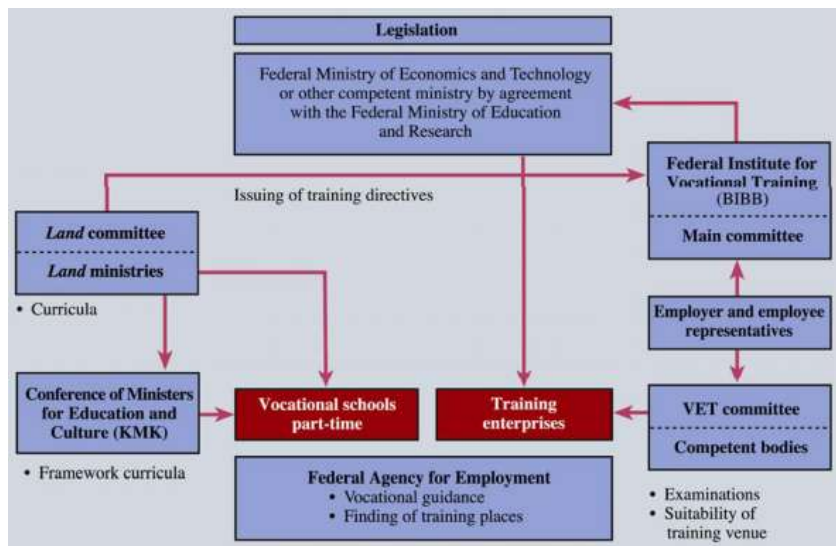 Legislation
Federal Ministry of Economics and Technology
or other competent ministry by agreement
with the Federal Ministry of Education
and Research
Federal Institute for
Vocational Training
(BIBB)
Main committee
Issuing of training directives
Land committee
Land ministries
• Curricula
Employer and employee
representatives
Conference of Ministers
for Education and
Culture (KMK)
Vocational schools
part-time
Training
enterprises
VET committee
Competent bodies
• Framework curricula
Federal Agency for Employment
• Vocational guidance
• Finding of training places
• Examinations
• Suitability of
training venue